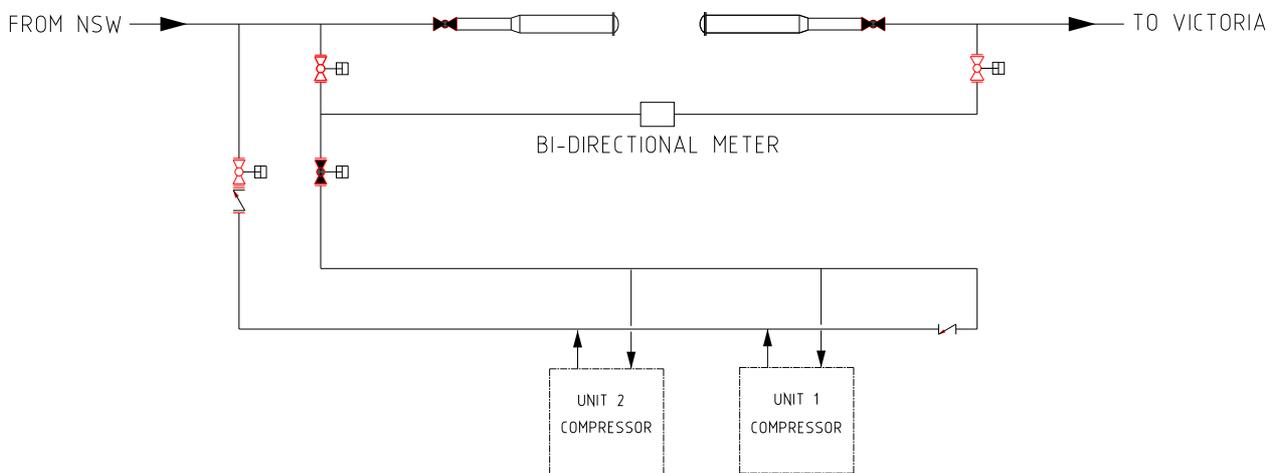 FROM NSW
TO VICTORIA
BI-DIRECTIONAL METER
UNIT 2
COMPRESSOR
UNIT 1
COMPRESSOR